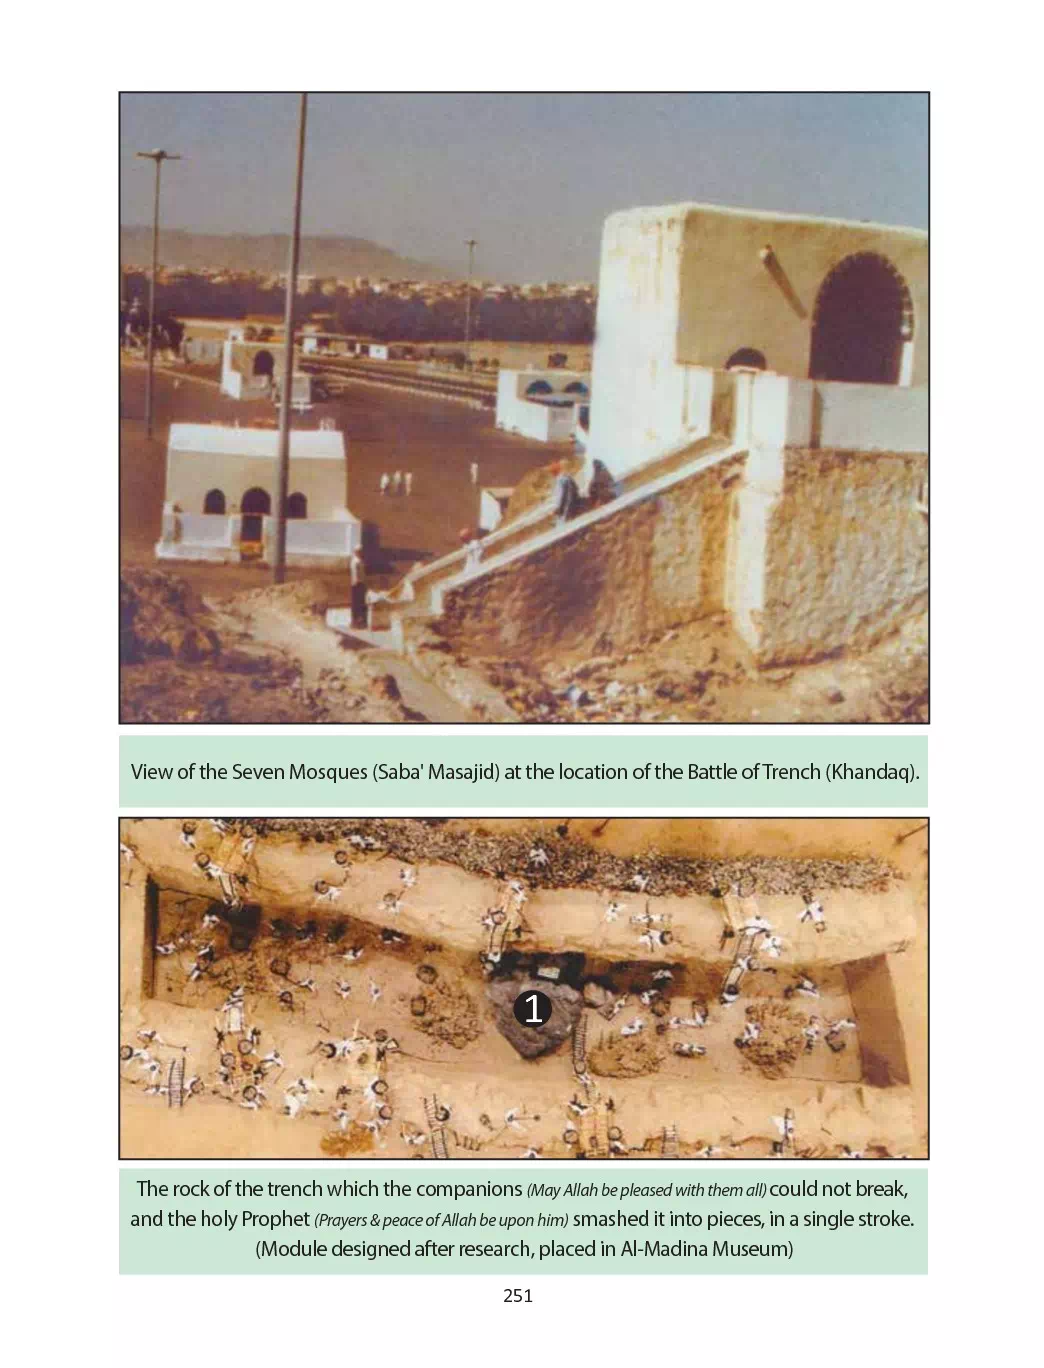 View of the Seven Mosques (Saba' Masajid) at the location of the Battle of Trench (Khandaq).
1
The rock of the trench which the companions (May Allah be pleased with them all) could not break,
and the holy Prophet (Prayers & peace of Allah be upon him) smashed it into pieces, in a single stroke.
(Module designed after research, placed in Al-Madina Museum)
251